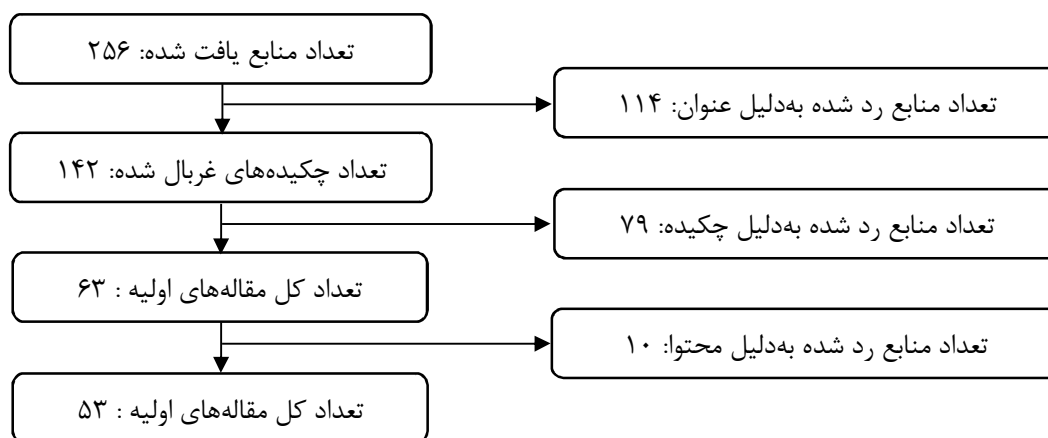 تعداد منابع یافت شده: ۲۵۶
تعداد منابع رد شده به‌دلیل عنوان: ۱۱۴
تعداد چکیده‌های غربال شده: ۱۴۲
تعداد منابع رد شده به‌دلیل چکیده: ۷۹
تعداد کل مقاله‌های اولیه : ۶۳
تعداد منابع رد شده به‌دلیل محتوا: ۱۰
تعداد کل مقاله‌های اولیه : ۵۳